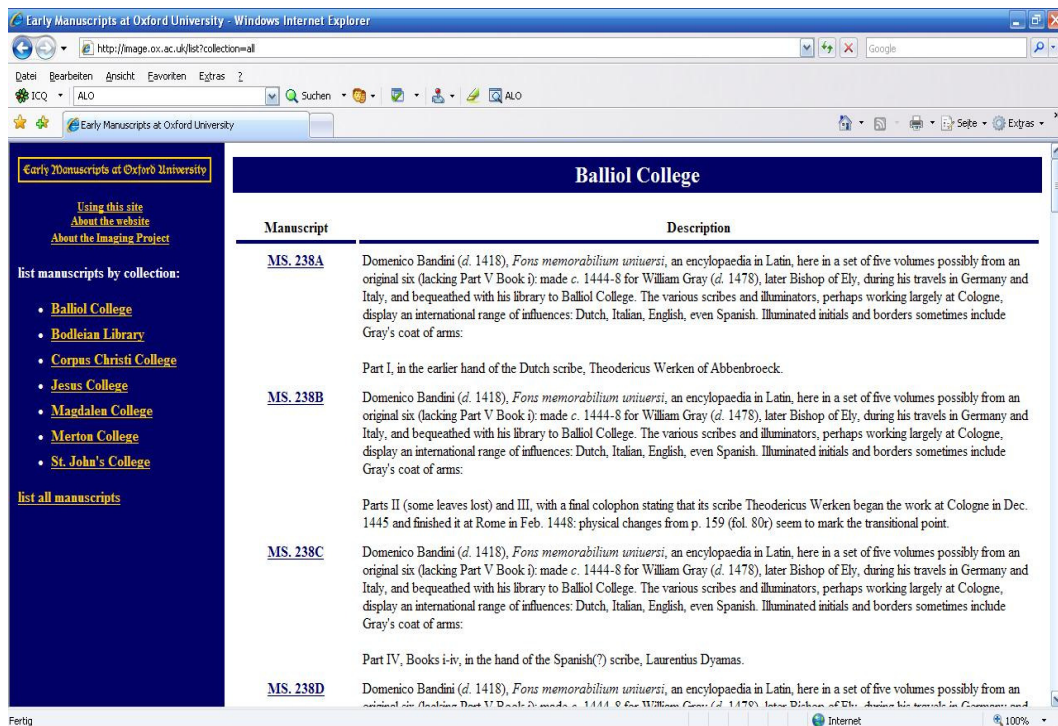 Early Manuscripts at Oxford University - Windows Internet Explorer
http://image.ox.ac.uk/list?collection=all
Google
Datei Bearbeiten Ansicht Favoriten Extras ?
ICQ ALO Suchen ALO
Early Manuscripts at Oxford University
Seite Extras
Early Manuscripts at Oxford University
Using this site
About the website
About the Imaging Project
list manuscripts by collection:
Balliol College
Bodleian Library
Corpus Christi College
Jesus College
Magdalen College
Merton College
St. John's College
list all manuscripts
Balliol College
Manuscript Description
MS. 238A Domenico Bandini (d. 1418), Fons memorabilium uniuersi, an encylopaedia in Latin, here in a set of five volumes possibly from an
original six (lacking Part V Book i): made c. 1444-8 for William Gray (d. 1478), later Bishop of Ely, during his travels in Germany and
Italy, and bequeathed with his library to Balliol College. The various scribes and illuminators, perhaps working largely at Cologne,
display an international range of influences: Dutch, Italian, English, even Spanish. Illuminated initials and borders sometimes include
Gray's coat of arms:
Part I, in the earlier hand of the Dutch scribe, Theodericus Werken of Abbenbroeck.
MS. 238B Domenico Bandini (d. 1418), Fons memorabilium uniuersi, an encylopaedia in Latin, here in a set of five volumes possibly from an
original six (lacking Part V Book i): made c. 1444-8 for William Gray (d. 1478), later Bishop of Ely, during his travels in Germany and
Italy, and bequeathed with his library to Balliol College. The various scribes and illuminators, perhaps working largely at Cologne,
display an international range of influences: Dutch, Italian, English, even Spanish. Illuminated initials and borders sometimes include
Gray's coat of arms:
Parts II (some leaves lost) and III, with a final colophon stating that its scribe Theodericus Werken began the work at Cologne in Dec.
1445 and finished it at Rome in Feb. 1448: physical changes from p. 159 (fol. 80r) seem to mark the transitional point.
MS. 238C Domenico Bandini (d. 1418), Fons memorabilium uniuersi, an encylopaedia in Latin, here in a set of five volumes possibly from an
original six (lacking Part V Book i): made c. 1444-8 for William Gray (d. 1478), later Bishop of Ely, during his travels in Germany and
Italy, and bequeathed with his library to Balliol College. The various scribes and illuminators, perhaps working largely at Cologne,
display an international range of influences: Dutch, Italian, English, even Spanish. Illuminated initials and borders sometimes include
Gray's coat of arms:
Part IV, Books i-iv, in the hand of the Spanish(?) scribe, Laurentius Dyamas.
MS. 238D Domenico Bandini (d. 1418), Fons memorabilium uniuersi, an encylopaedia in Latin, here in a set of five volumes possibly from an
original six (lacking Part V Book i): made c. 1444-8 for William Gray (d. 1478), later Bishop of Ely, during his travels in Germany and
Fertig Internet 100%